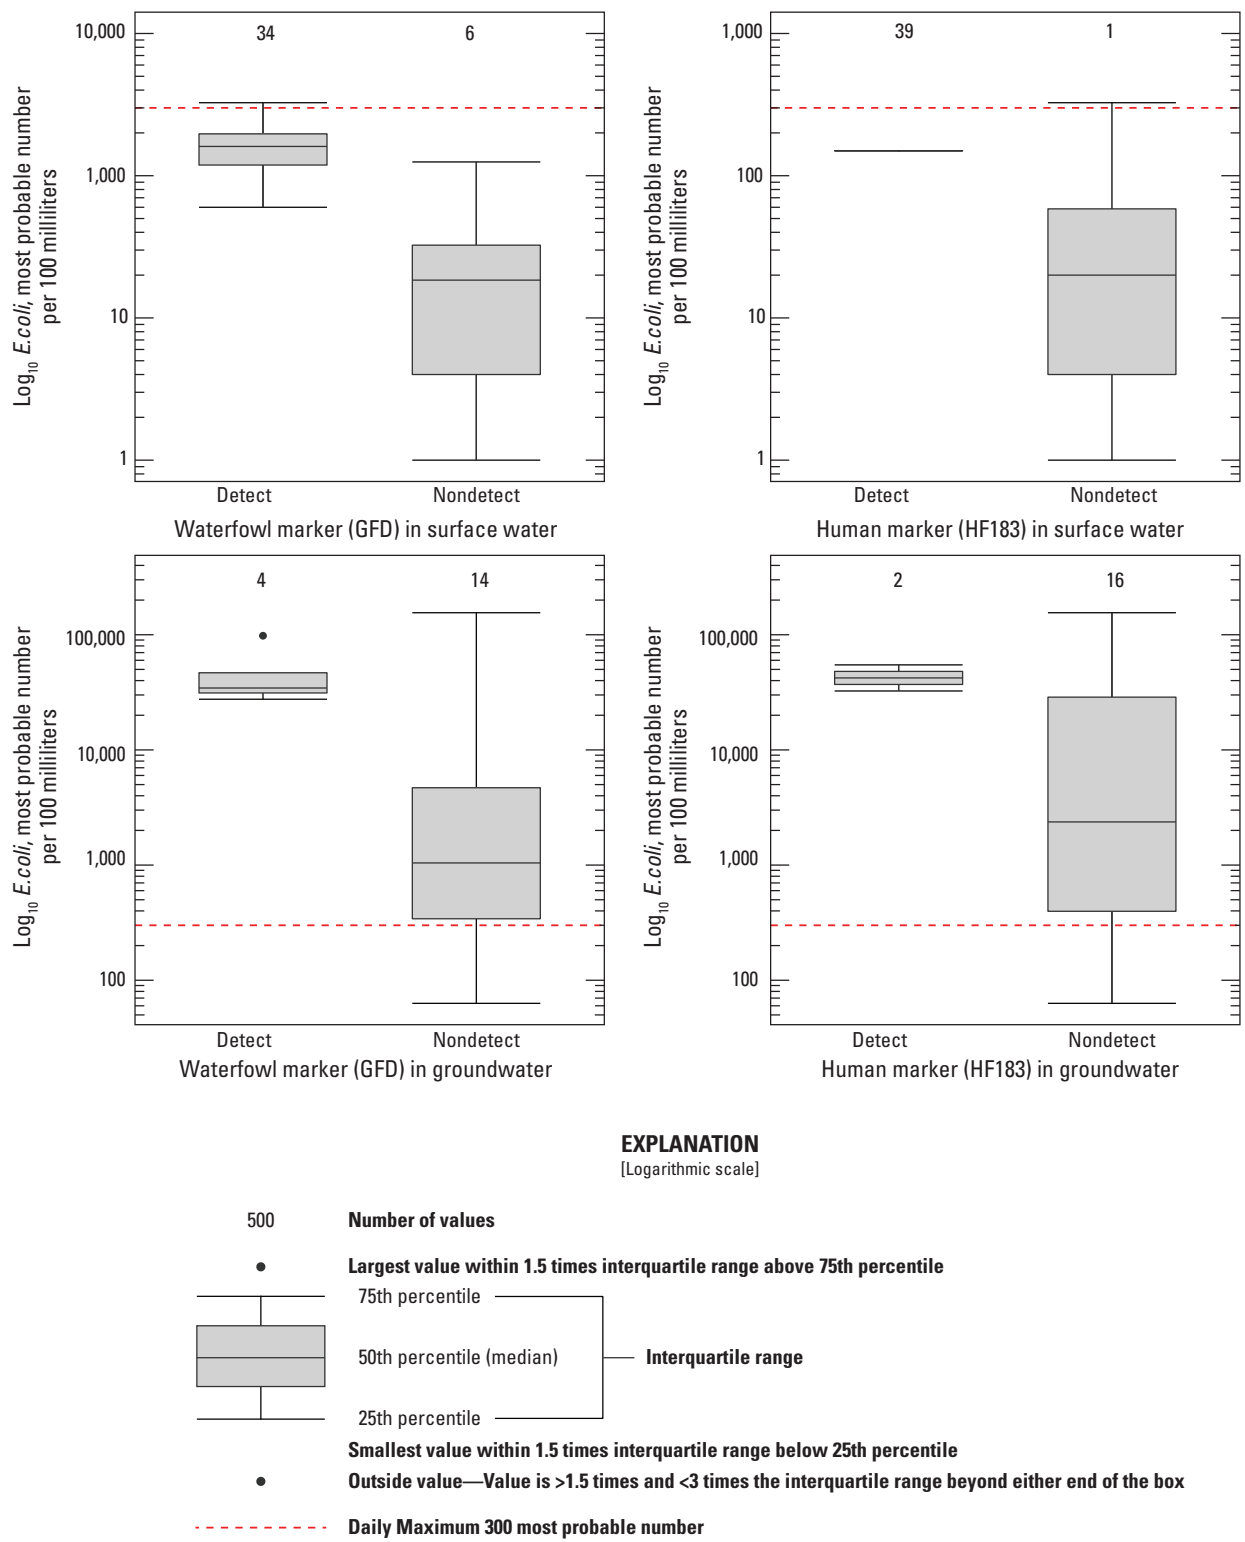 10,000
1,000
10
1
34
6
Log10 E.coli, most probable number
per 100 milliliters
Detect
Nondetect
Waterfowl marker (GFD) in surface water
1,000
100
10
1
39
1
Log10 E.coli, most probable number
per 100 milliliters
Detect
Nondetect
Human marker (HF183) in surface water
100,000
10,000
1,000
100
4
14
Log10 E.coli, most probable number
per 100 milliliters
Detect
Nondetect
Waterfowl marker (GFD) in groundwater
100,000
10,000
1,000
100
2
16
Log10 E.coli, most probable number
per 100 milliliters
Detect
Nondetect
Human marker (HF183) in groundwater
EXPLANATION
[Logarithmic scale]
500 Number of values
Largest value within 1.5 times interquartile range above 75th percentile
75th percentile
50th percentile (median)
Interquartile range
25th percentile
Smallest value within 1.5 times interquartile range below 25th percentile
Outside value—Value is >1.5 times and <3 times the interquartile range beyond either end of the box
Daily Maximum 300 most probable number